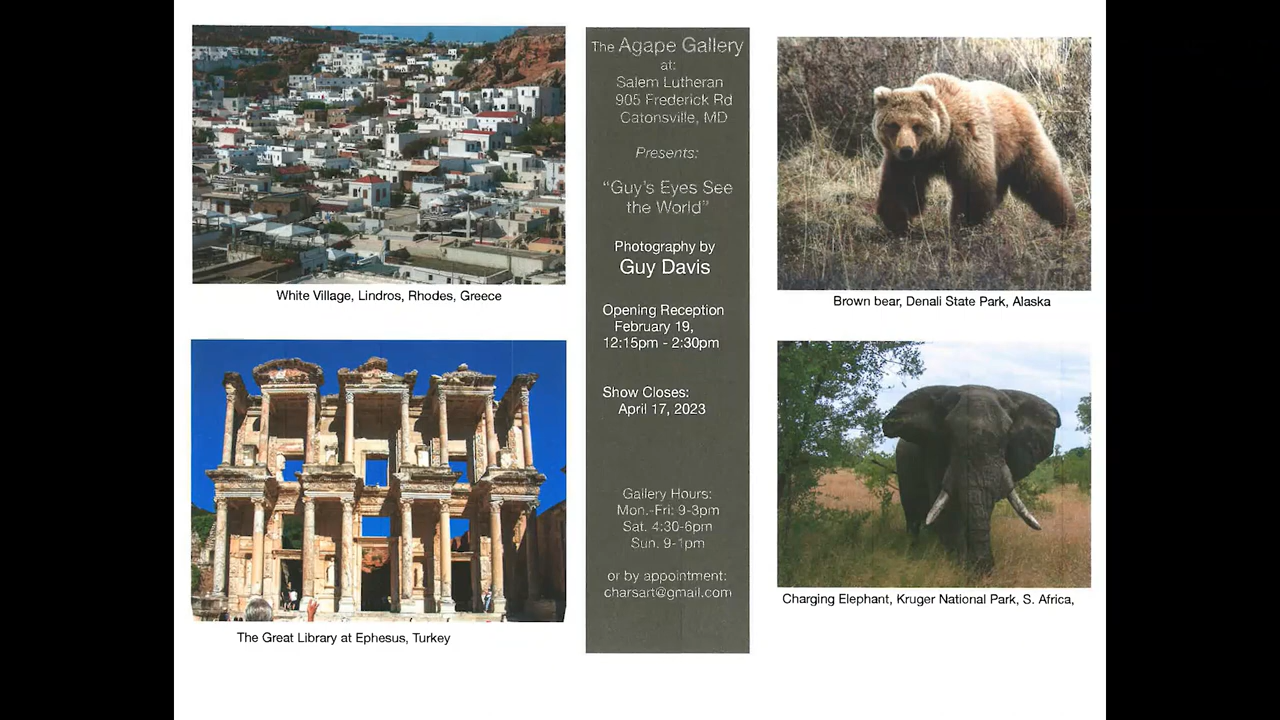 The Agape Gallery
at:
Salem Lutheran
905 Frederick Rd
Catonsville, MD
Presents:
“Guy's Eyes See
the World”
Photography by
Guy Davis
Opening Reception
February 19,
12:15pm - 2:30pm
Show Closes:
April 17, 2023
Gallery Hours:
Mon.-Fri: 9-3pm
Sat. 4:30-6pm
Sun. 9-1pm
or by appointment:
charsart@gmail.com
White Village, Lindros, Rhodes, Greece
The Great Library at Ephesus, Turkey
Brown bear, Denali State Park, Alaska
Charging Elephant, Kruger National Park, S. Africa,